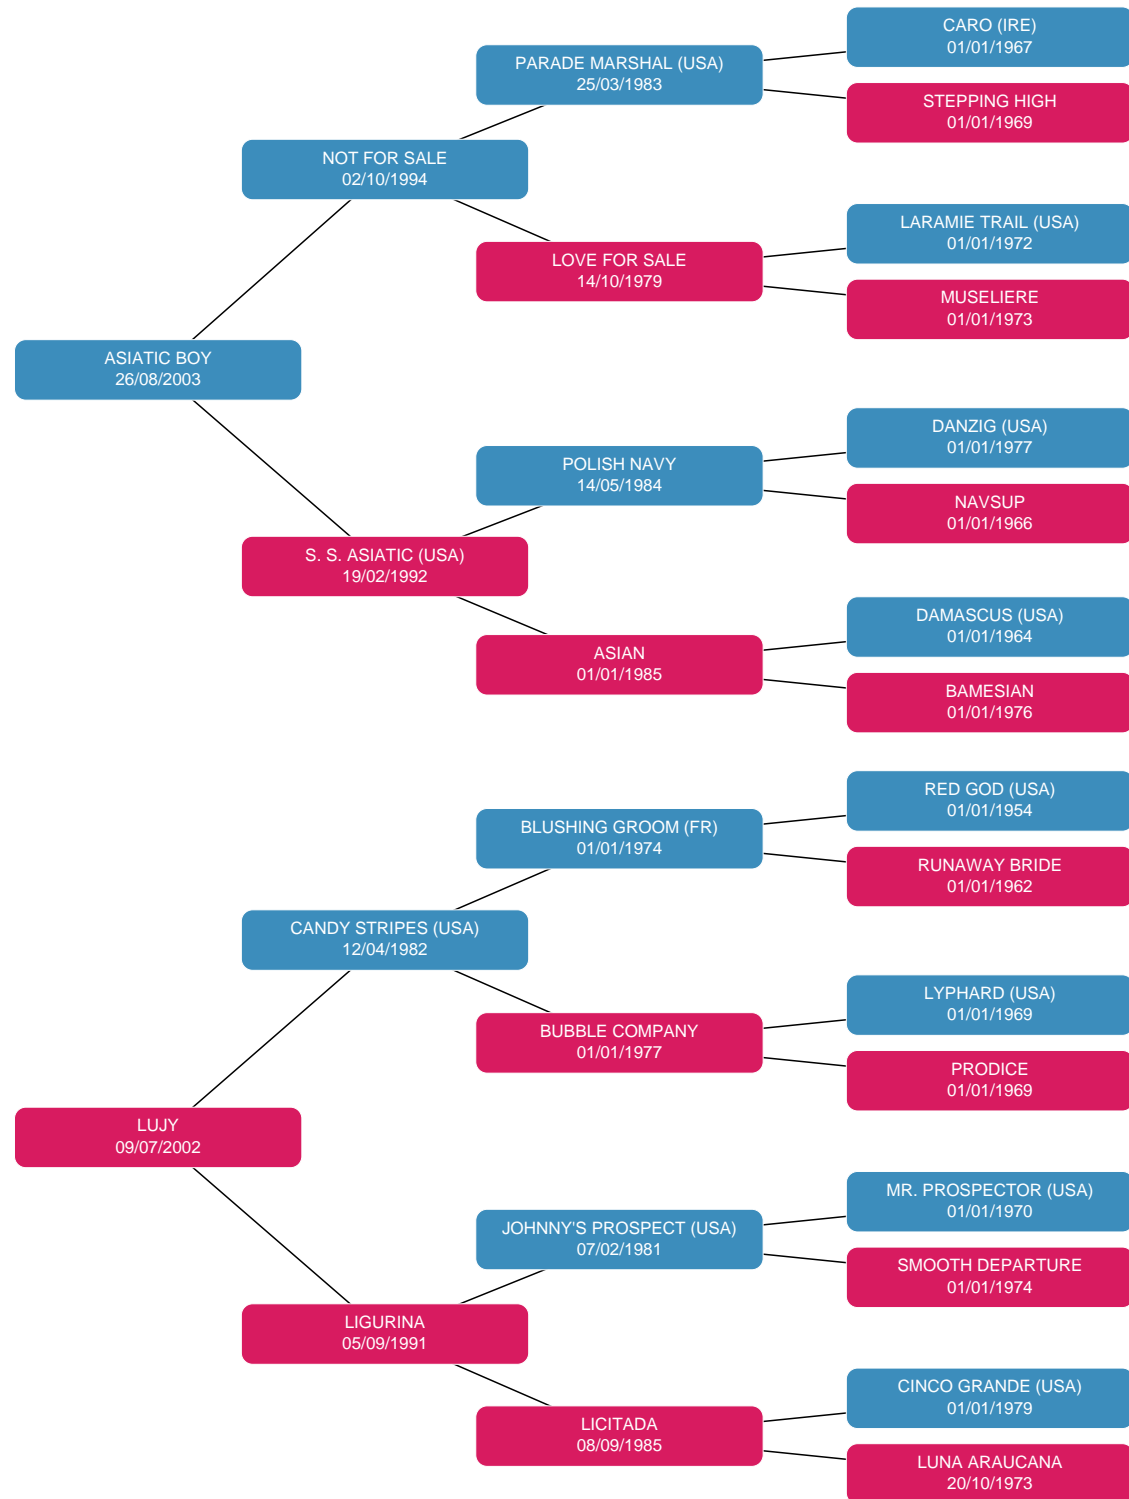 CARO (IRE)
01/01/1967
PARADE MARSHAL (USA)
25/03/1983
STEPPING HIGH
01/01/1969
NOT FOR SALE
02/10/1994
LARAMIE TRAIL (USA)
01/01/1972
LOVE FOR SALE
14/10/1979
MUSELIERE
01/01/1973
ASIATIC BOY
26/08/2003
DANZIG (USA)
01/01/1977
POLISH NAVY
14/05/1984
NAVSUP
01/01/1966
S. S. ASIATIC (USA)
19/02/1992
DAMASCUS (USA)
01/01/1964
ASIAN
01/01/1985
BAMESIAN
01/01/1976
RED GOD (USA)
01/01/1954
BLUSHING GROOM (FR)
01/01/1974
RUNAWAY BRIDE
01/01/1962
CANDY STRIPES (USA)
12/04/1982
LYPHARD (USA)
01/01/1969
BUBBLE COMPANY
01/01/1977
PRODICE
01/01/1969
LUJY
09/07/2002
MR. PROSPECTOR (USA)
01/01/1970
JOHNNY'S PROSPECT (USA)
07/02/1981
SMOOTH DEPARTURE
01/01/1974
LIGURINA
05/09/1991
CINCO GRANDE (USA)
01/01/1979
LICITADA
08/09/1985
LUNA ARAUCANA
20/10/1973